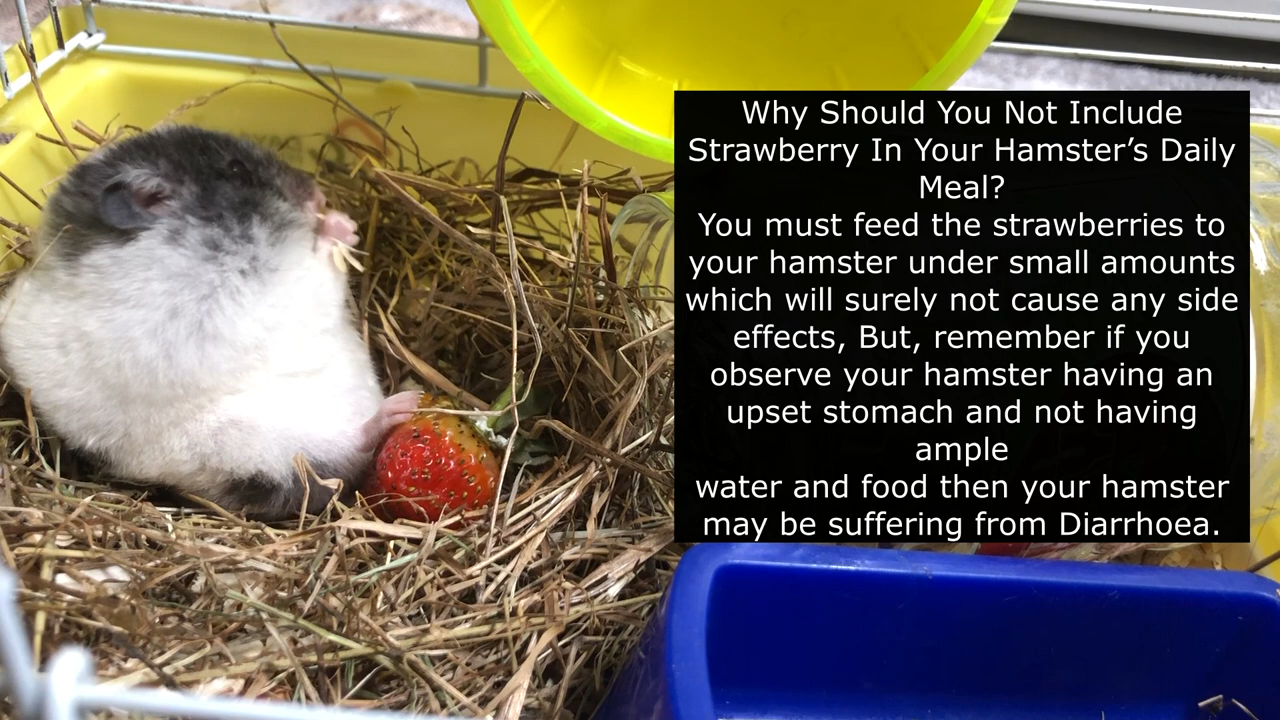 Why Should You Not Include
Strawberry In Your Hamster’s Daily
Meal?
You must feed the strawberries to
your hamster under small amounts
which will surely not cause any side
effects, But, remember if you
observe your hamster having an
upset stomach and not having
ample
water and food then your hamster
may be suffering from Diarrhoea.